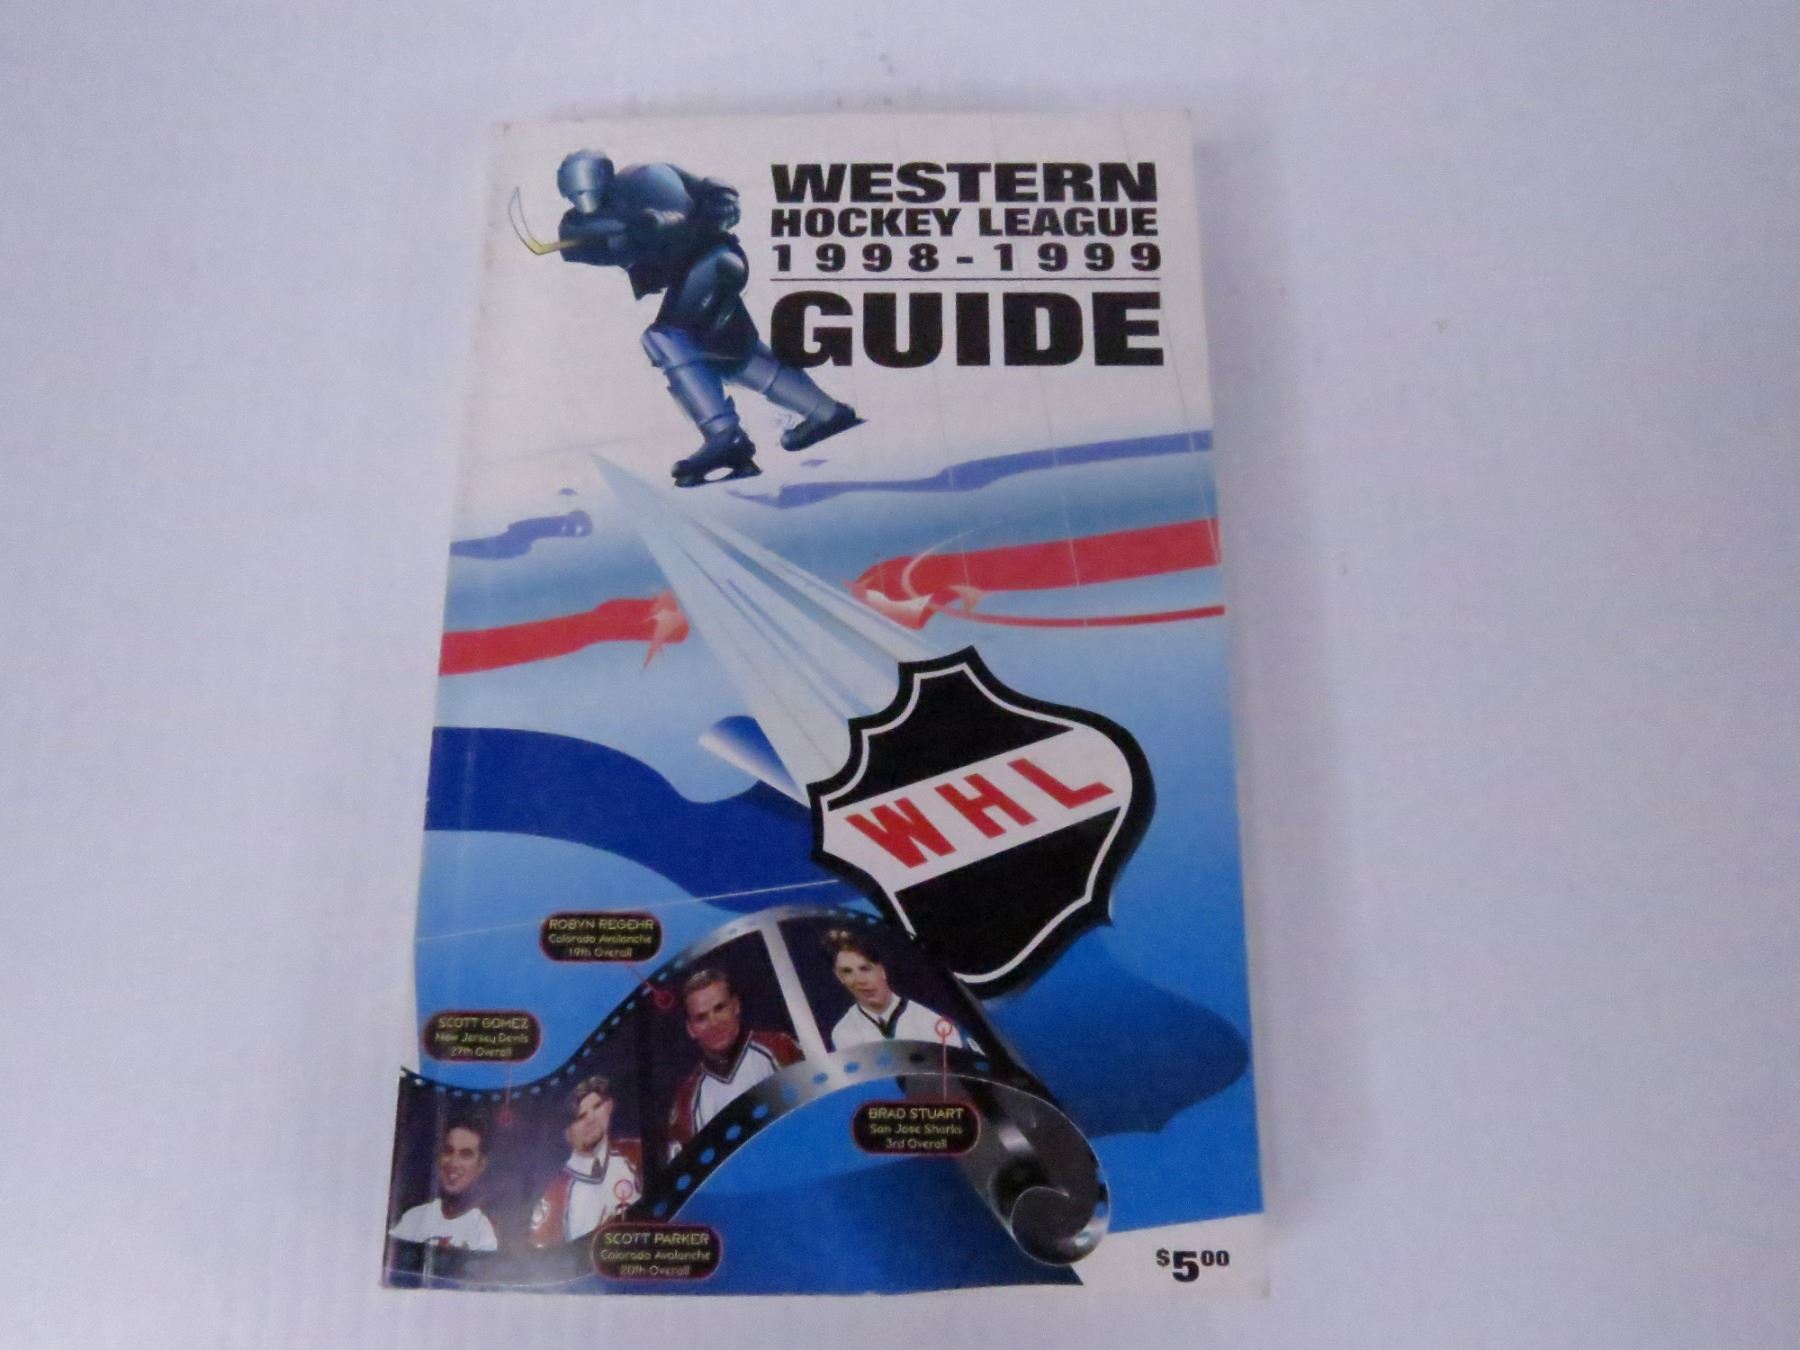 WESTERN
HOCKEY LEAGUE
1998-1999
GUIDE
WHL
ROBYN REGEHR
Colorado Avalanche
19th Overall
SCOTT GOMEZ
New Jersey Devils
27th Overall
BRAD STUART
San Jose Sharks
3rd Overall
SCOTT PARKER
Colorado Avalanche
20th Overall
$5.00